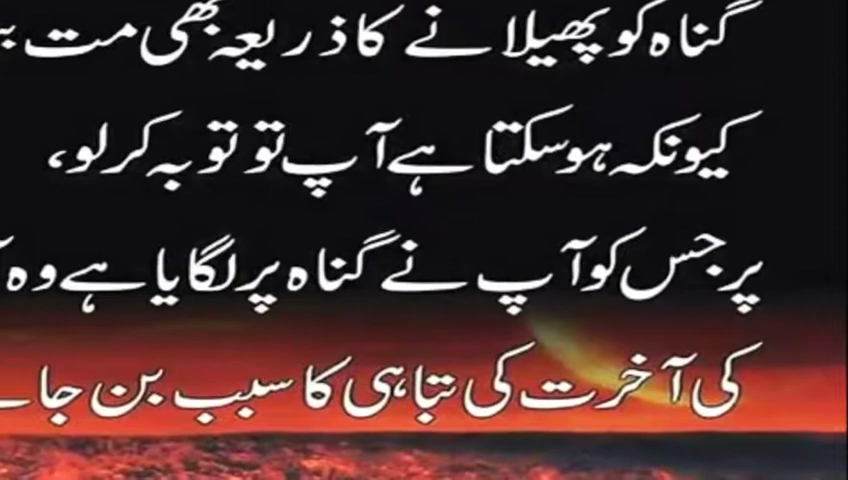 گناہ کو پھیلانے کا ذریعہ بھی مت
کیونکہ ہوسکتا ہے آپ تو توبہ کرلو،
پر جس کو آپ نے گناہ پر لگایا ہے وہ
کی آخرت کی تباہی کا سبب بن جائے